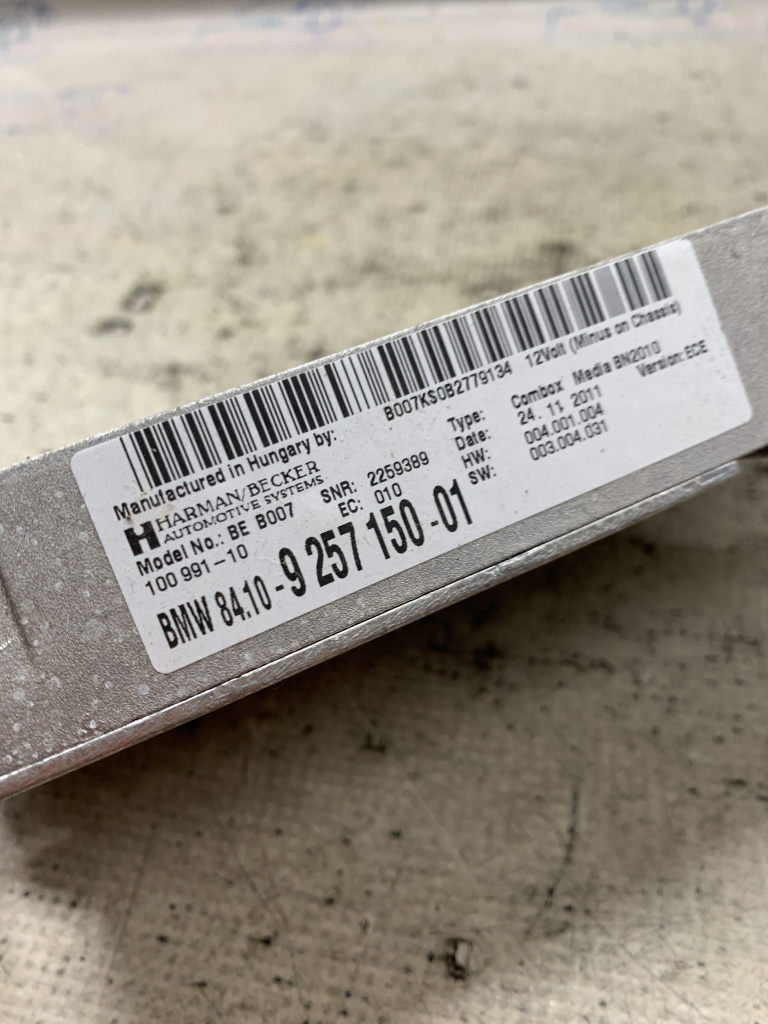 B007KS0B2779134 12Volt (Minus on Chassis)
Manufactured in Hungary by:
HARMAN/BECKER
AUTOMOTIVE SYSTEMS
Model No.: BE B007
100 991-10
SNR: 2259389
EC: 010
Type: Combox Media BN2010
Date: 24.11.2011 Version: ECE
HW: 004.001.004
SW: 003.004.031
BMW 84.10-9 257 150-01